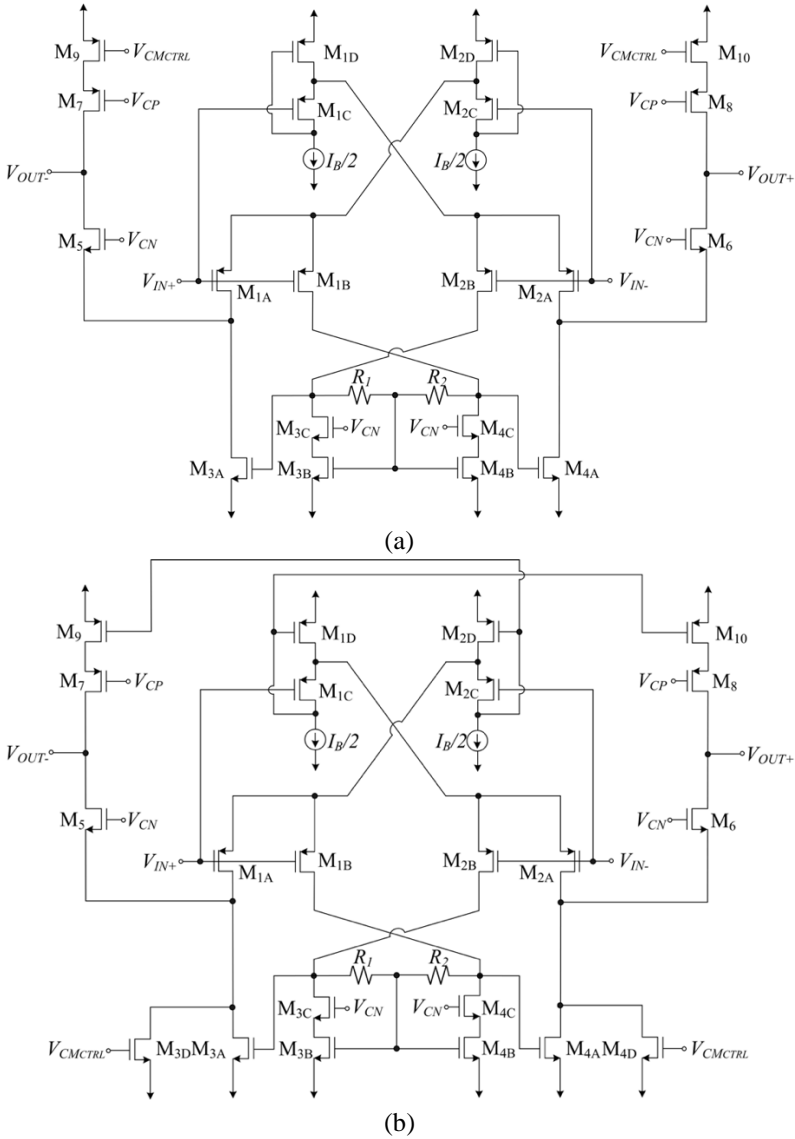 M9 VCMCTRL M1D M2D VCMCTRL M10
M7 VCP M1C M2C VCP M8
IB/2 IB/2
VOUT- VOUT+
M5 VCN VCN M6
VIN+ M1A M1B M2B M2A VIN-
R1 R2
M3C VCN VCN M4C
M3A M3B M4B M4A
(a)
M9 M1D M2D M10
M7 VCP M1C M2C VCP M8
VOUT- IB/2 IB/2 VOUT+
M5 VCN VCN M6
VIN+ M1A M1B M2B M2A VIN-
R1 R2
M3C VCN VCN M4C
VCMCTRL M3D M3A M3B M4B M4A M4D VCMCTRL
(b)